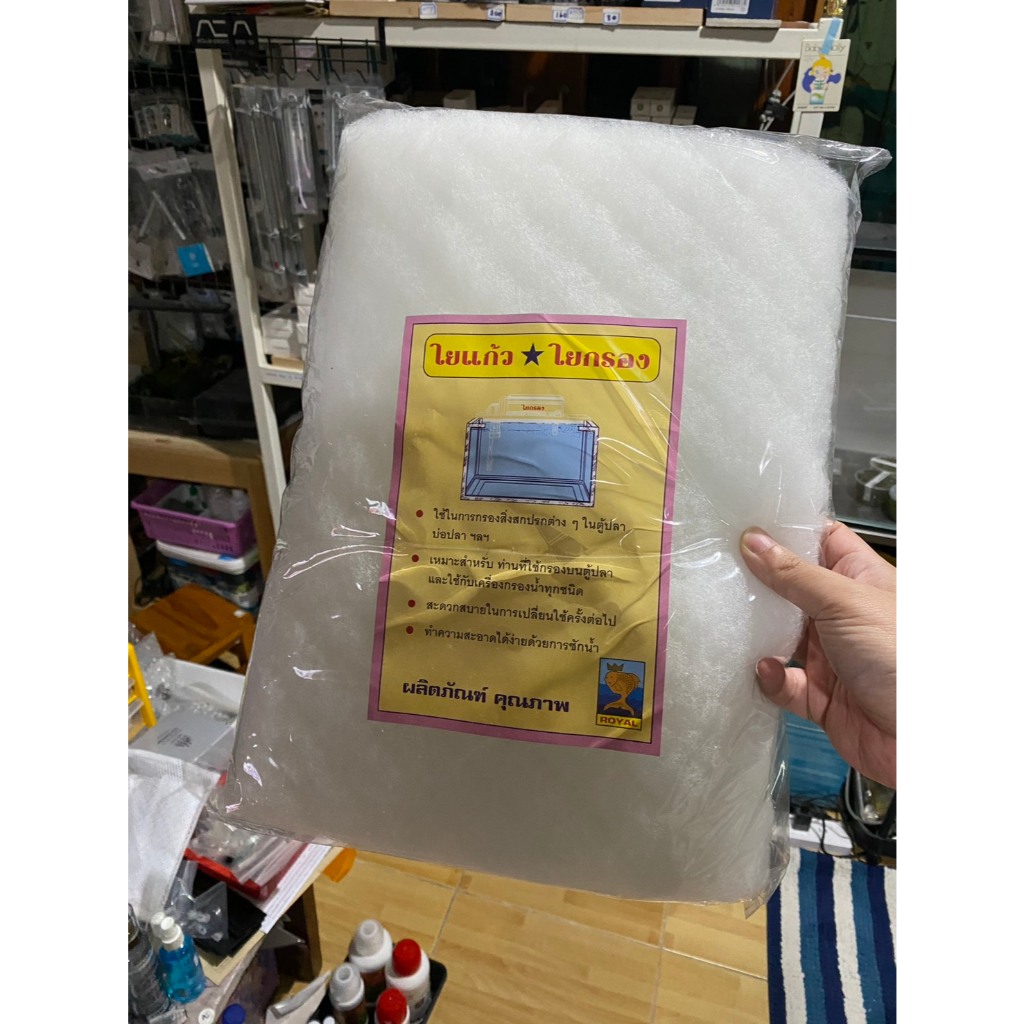 ใยแก้ว ★ ใยกรอง
ใยกรอง
• ใช้ในการกรองสิ่งสกปรกต่าง ๆ ในตู้ปลา
บ่อปลา ฯลฯ
• เหมาะสำหรับ ท่านที่ใช้กรองบนตู้ปลา
และใช้กับเครื่องกรองน้ำทุกชนิด
• สะดวกสบายในการเปลี่ยนใช้ครั้งต่อไป
• ทำความสะอาดได้ง่ายด้วยการซักน้ำ
ผลิตภัณฑ์ คุณภาพ
ROYAL